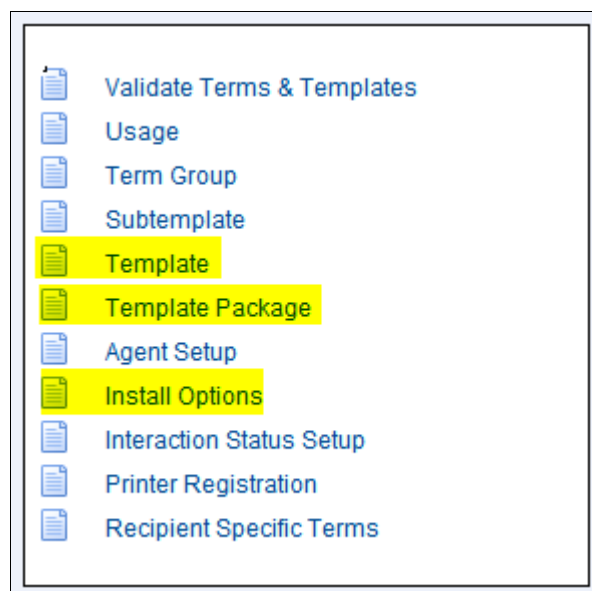 Validate Terms & Templates
Usage
Term Group
Subtemplate
Template
Template Package
Agent Setup
Install Options
Interaction Status Setup
Printer Registration
Recipient Specific Terms